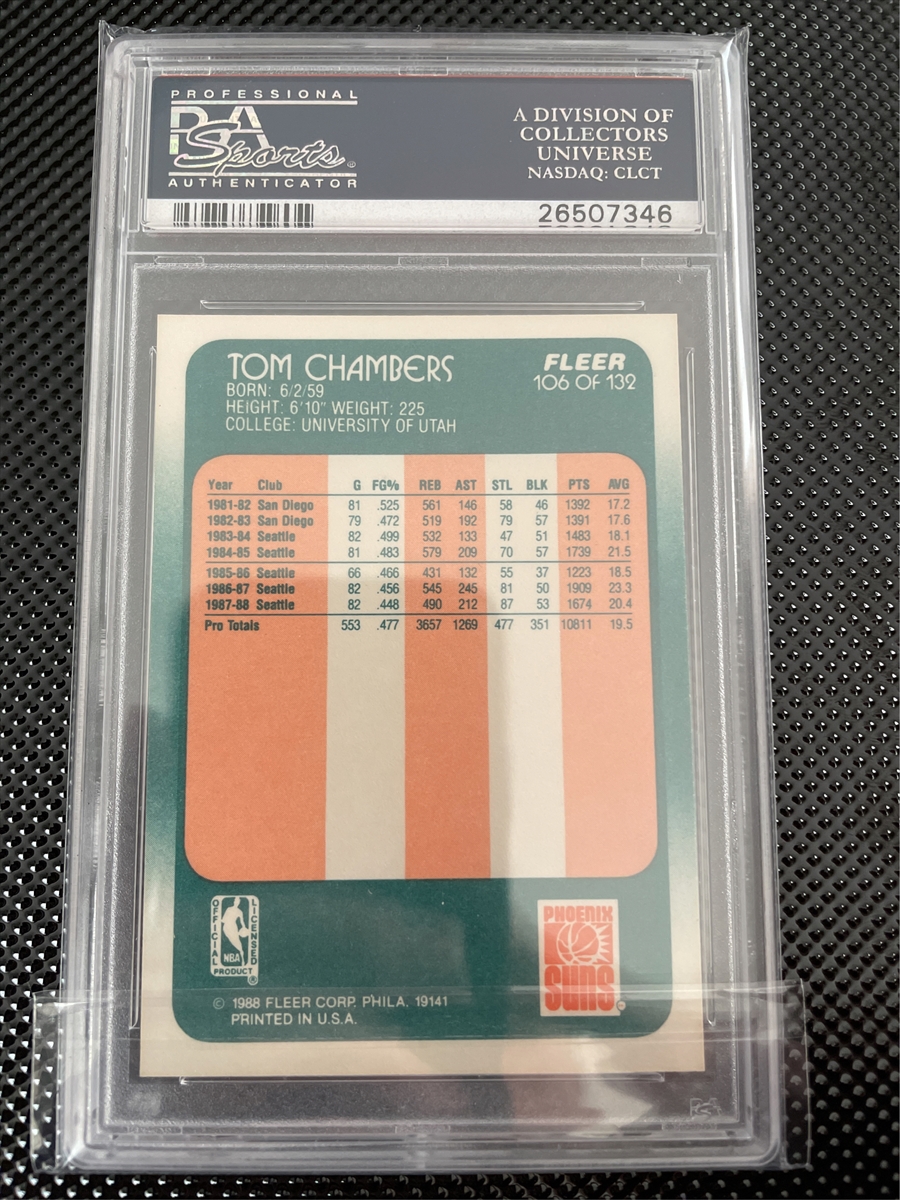 PROFESSIONAL
PSA
Sports®
AUTHENTICATOR
A DIVISION OF
COLLECTORS
UNIVERSE
NASDAQ: CLCT
26507346
TOM CHAMBERS
BORN: 6/2/59
HEIGHT: 6'10" WEIGHT: 225
COLLEGE: UNIVERSITY OF UTAH
FLEER
106 OF 132
Year Club G FG% REB AST STL BLK PTS AVG
1981-82 San Diego 81 .525 561 146 58 46 1392 17.2
1982-83 San Diego 79 .472 519 192 79 57 1391 17.6
1983-84 Seattle 82 .499 532 133 47 51 1483 18.1
1984-85 Seattle 81 .483 579 209 70 57 1739 21.5
1985-86 Seattle 66 .466 431 132 55 37 1223 18.5
1986-87 Seattle 82 .456 545 245 81 50 1909 23.3
1987-88 Seattle 82 .448 490 212 87 53 1674 20.4
Pro Totals 553 .477 3657 1269 477 351 10811 19.5
OFFICIAL
LICENSED
NBA
PRODUCT
®
PHOENIX
SUNS
© 1988 FLEER CORP. PHILA. 19141
PRINTED IN U.S.A.